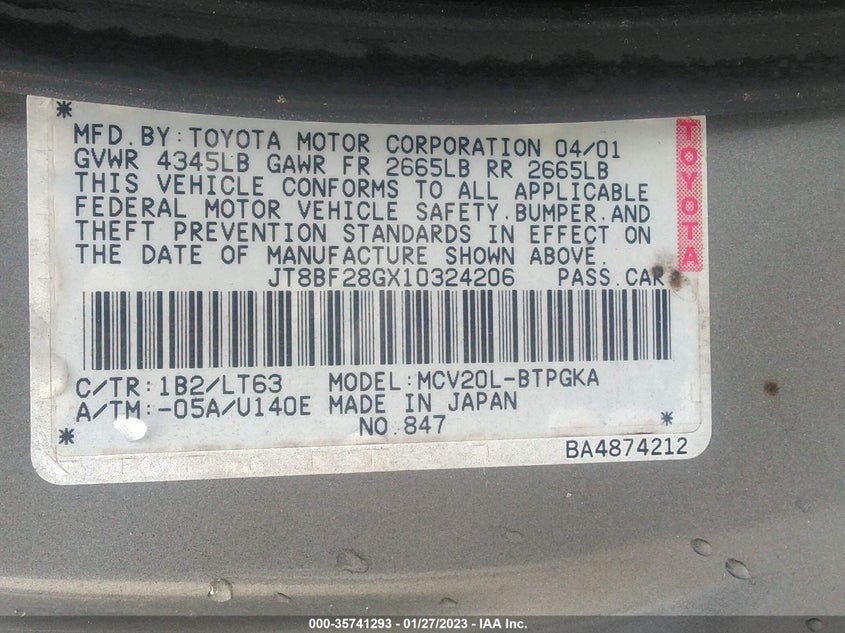 MFD.BY:TOYOTA MOTOR CORPORATION 04/01
GVWR 4345LB GAWR FR 2665LB RR 2665LB
THIS VEHICLE CONFORMS TO ALL APPLICABLE
FEDERAL MOTOR VEHICLE SAFETY,BUMPER,AND
THEFT PREVENTION STANDARDS IN EFFECT ON
THE DATE OF MANUFACTURE SHOWN ABOVE.
TOYOTA
JT8BF28GX10324206 PASS.CAR
C/TR:1B2/LT63 MODEL:MCV20L-BTPGKA
A/TM:-05A/U140E MADE IN JAPAN
NO.847
BA4874212
000-35741293 - 01/27/2023 - IAA Inc.